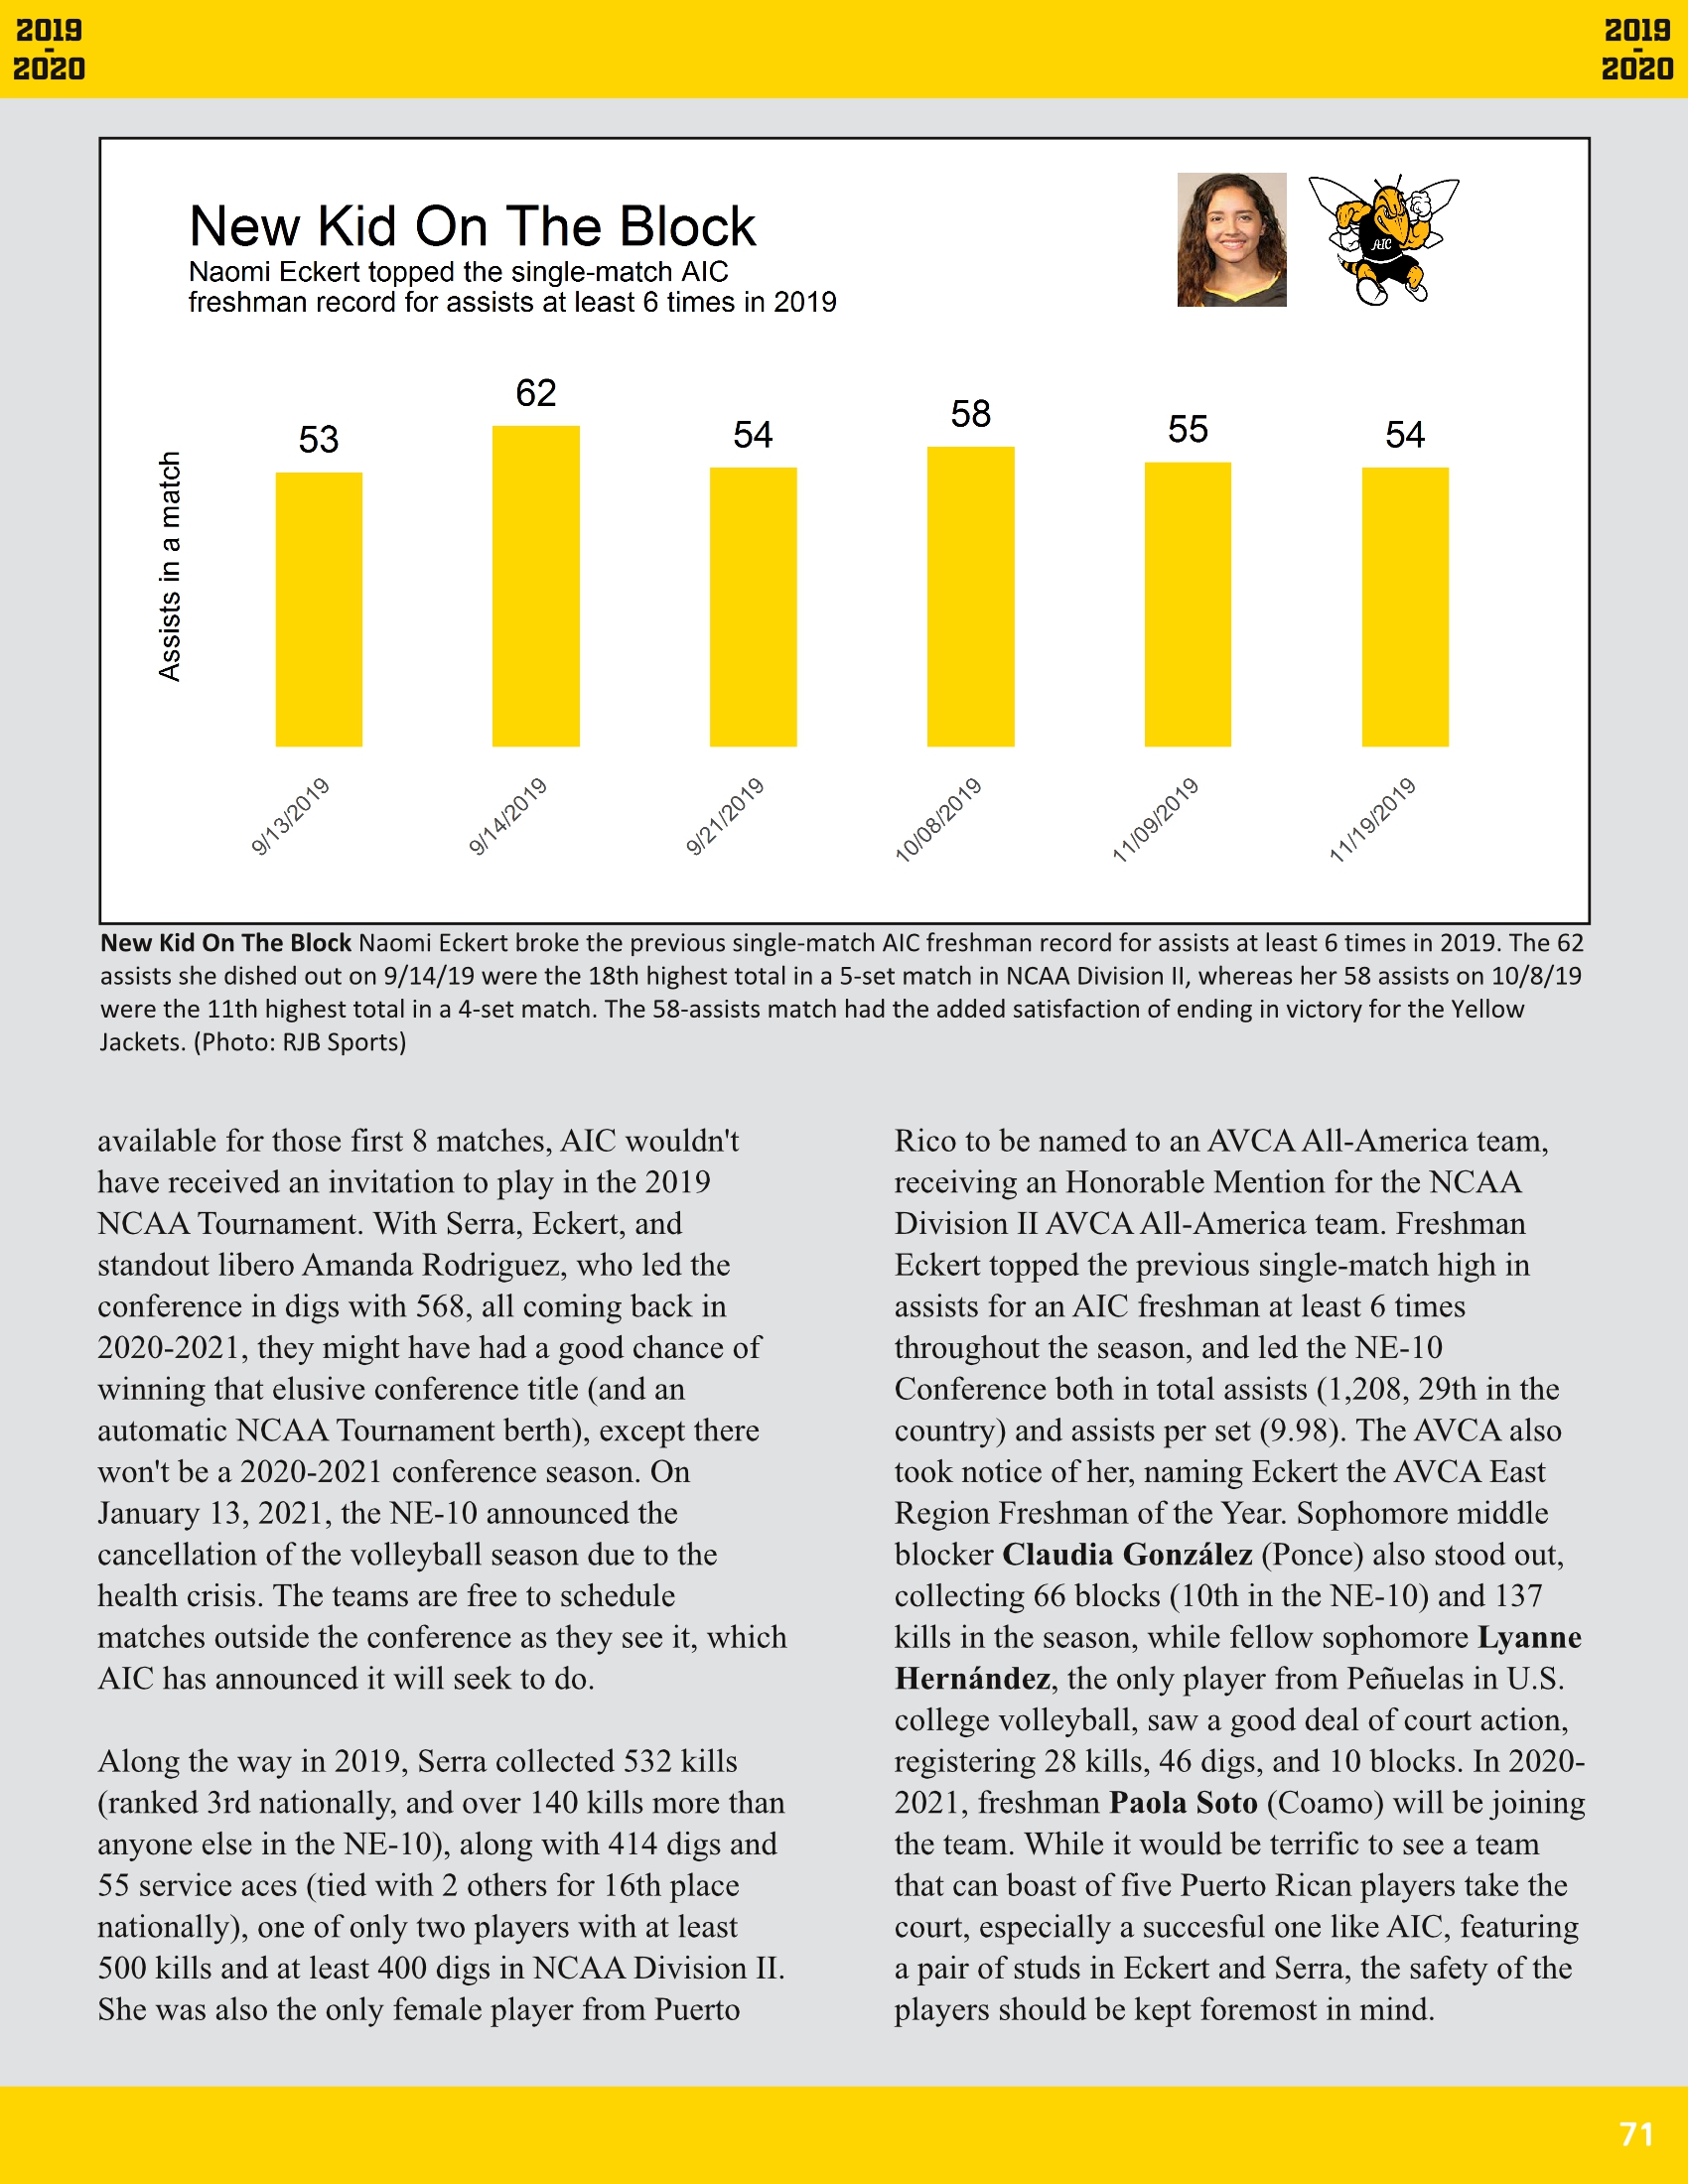 2019
-
2020
2019
-
2020
New Kid On The Block
Naomi Eckert topped the single-match AIC
freshman record for assists at least 6 times in 2019
AIC
Assists in a match
53
62
54
58
55
54
9/13/2019
9/14/2019
9/21/2019
10/08/2019
11/09/2019
11/19/2019
New Kid On The Block Naomi Eckert broke the previous single-match AIC freshman record for assists at least 6 times in 2019. The 62
assists she dished out on 9/14/19 were the 18th highest total in a 5-set match in NCAA Division II, whereas her 58 assists on 10/8/19
were the 11th highest total in a 4-set match. The 58-assists match had the added satisfaction of ending in victory for the Yellow
Jackets. (Photo: RJB Sports)
available for those first 8 matches, AIC wouldn't
have received an invitation to play in the 2019
NCAA Tournament. With Serra, Eckert, and
standout libero Amanda Rodriguez, who led the
conference in digs with 568, all coming back in
2020-2021, they might have had a good chance of
winning that elusive conference title (and an
automatic NCAA Tournament berth), except there
won't be a 2020-2021 conference season. On
January 13, 2021, the NE-10 announced the
cancellation of the volleyball season due to the
health crisis. The teams are free to schedule
matches outside the conference as they see it, which
AIC has announced it will seek to do.
Along the way in 2019, Serra collected 532 kills
(ranked 3rd nationally, and over 140 kills more than
anyone else in the NE-10), along with 414 digs and
55 service aces (tied with 2 others for 16th place
nationally), one of only two players with at least
500 kills and at least 400 digs in NCAA Division II.
She was also the only female player from Puerto
Rico to be named to an AVCA All-America team,
receiving an Honorable Mention for the NCAA
Division II AVCA All-America team. Freshman
Eckert topped the previous single-match high in
assists for an AIC freshman at least 6 times
throughout the season, and led the NE-10
Conference both in total assists (1,208, 29th in the
country) and assists per set (9.98). The AVCA also
took notice of her, naming Eckert the AVCA East
Region Freshman of the Year. Sophomore middle
blocker Claudia González (Ponce) also stood out,
collecting 66 blocks (10th in the NE-10) and 137
kills in the season, while fellow sophomore Lyanne
Hernández, the only player from Peñuelas in U.S.
college volleyball, saw a good deal of court action,
registering 28 kills, 46 digs, and 10 blocks. In 2020-
2021, freshman Paola Soto (Coamo) will be joining
the team. While it would be terrific to see a team
that can boast of five Puerto Rican players take the
court, especially a succesful one like AIC, featuring
a pair of studs in Eckert and Serra, the safety of the
players should be kept foremost in mind.
71